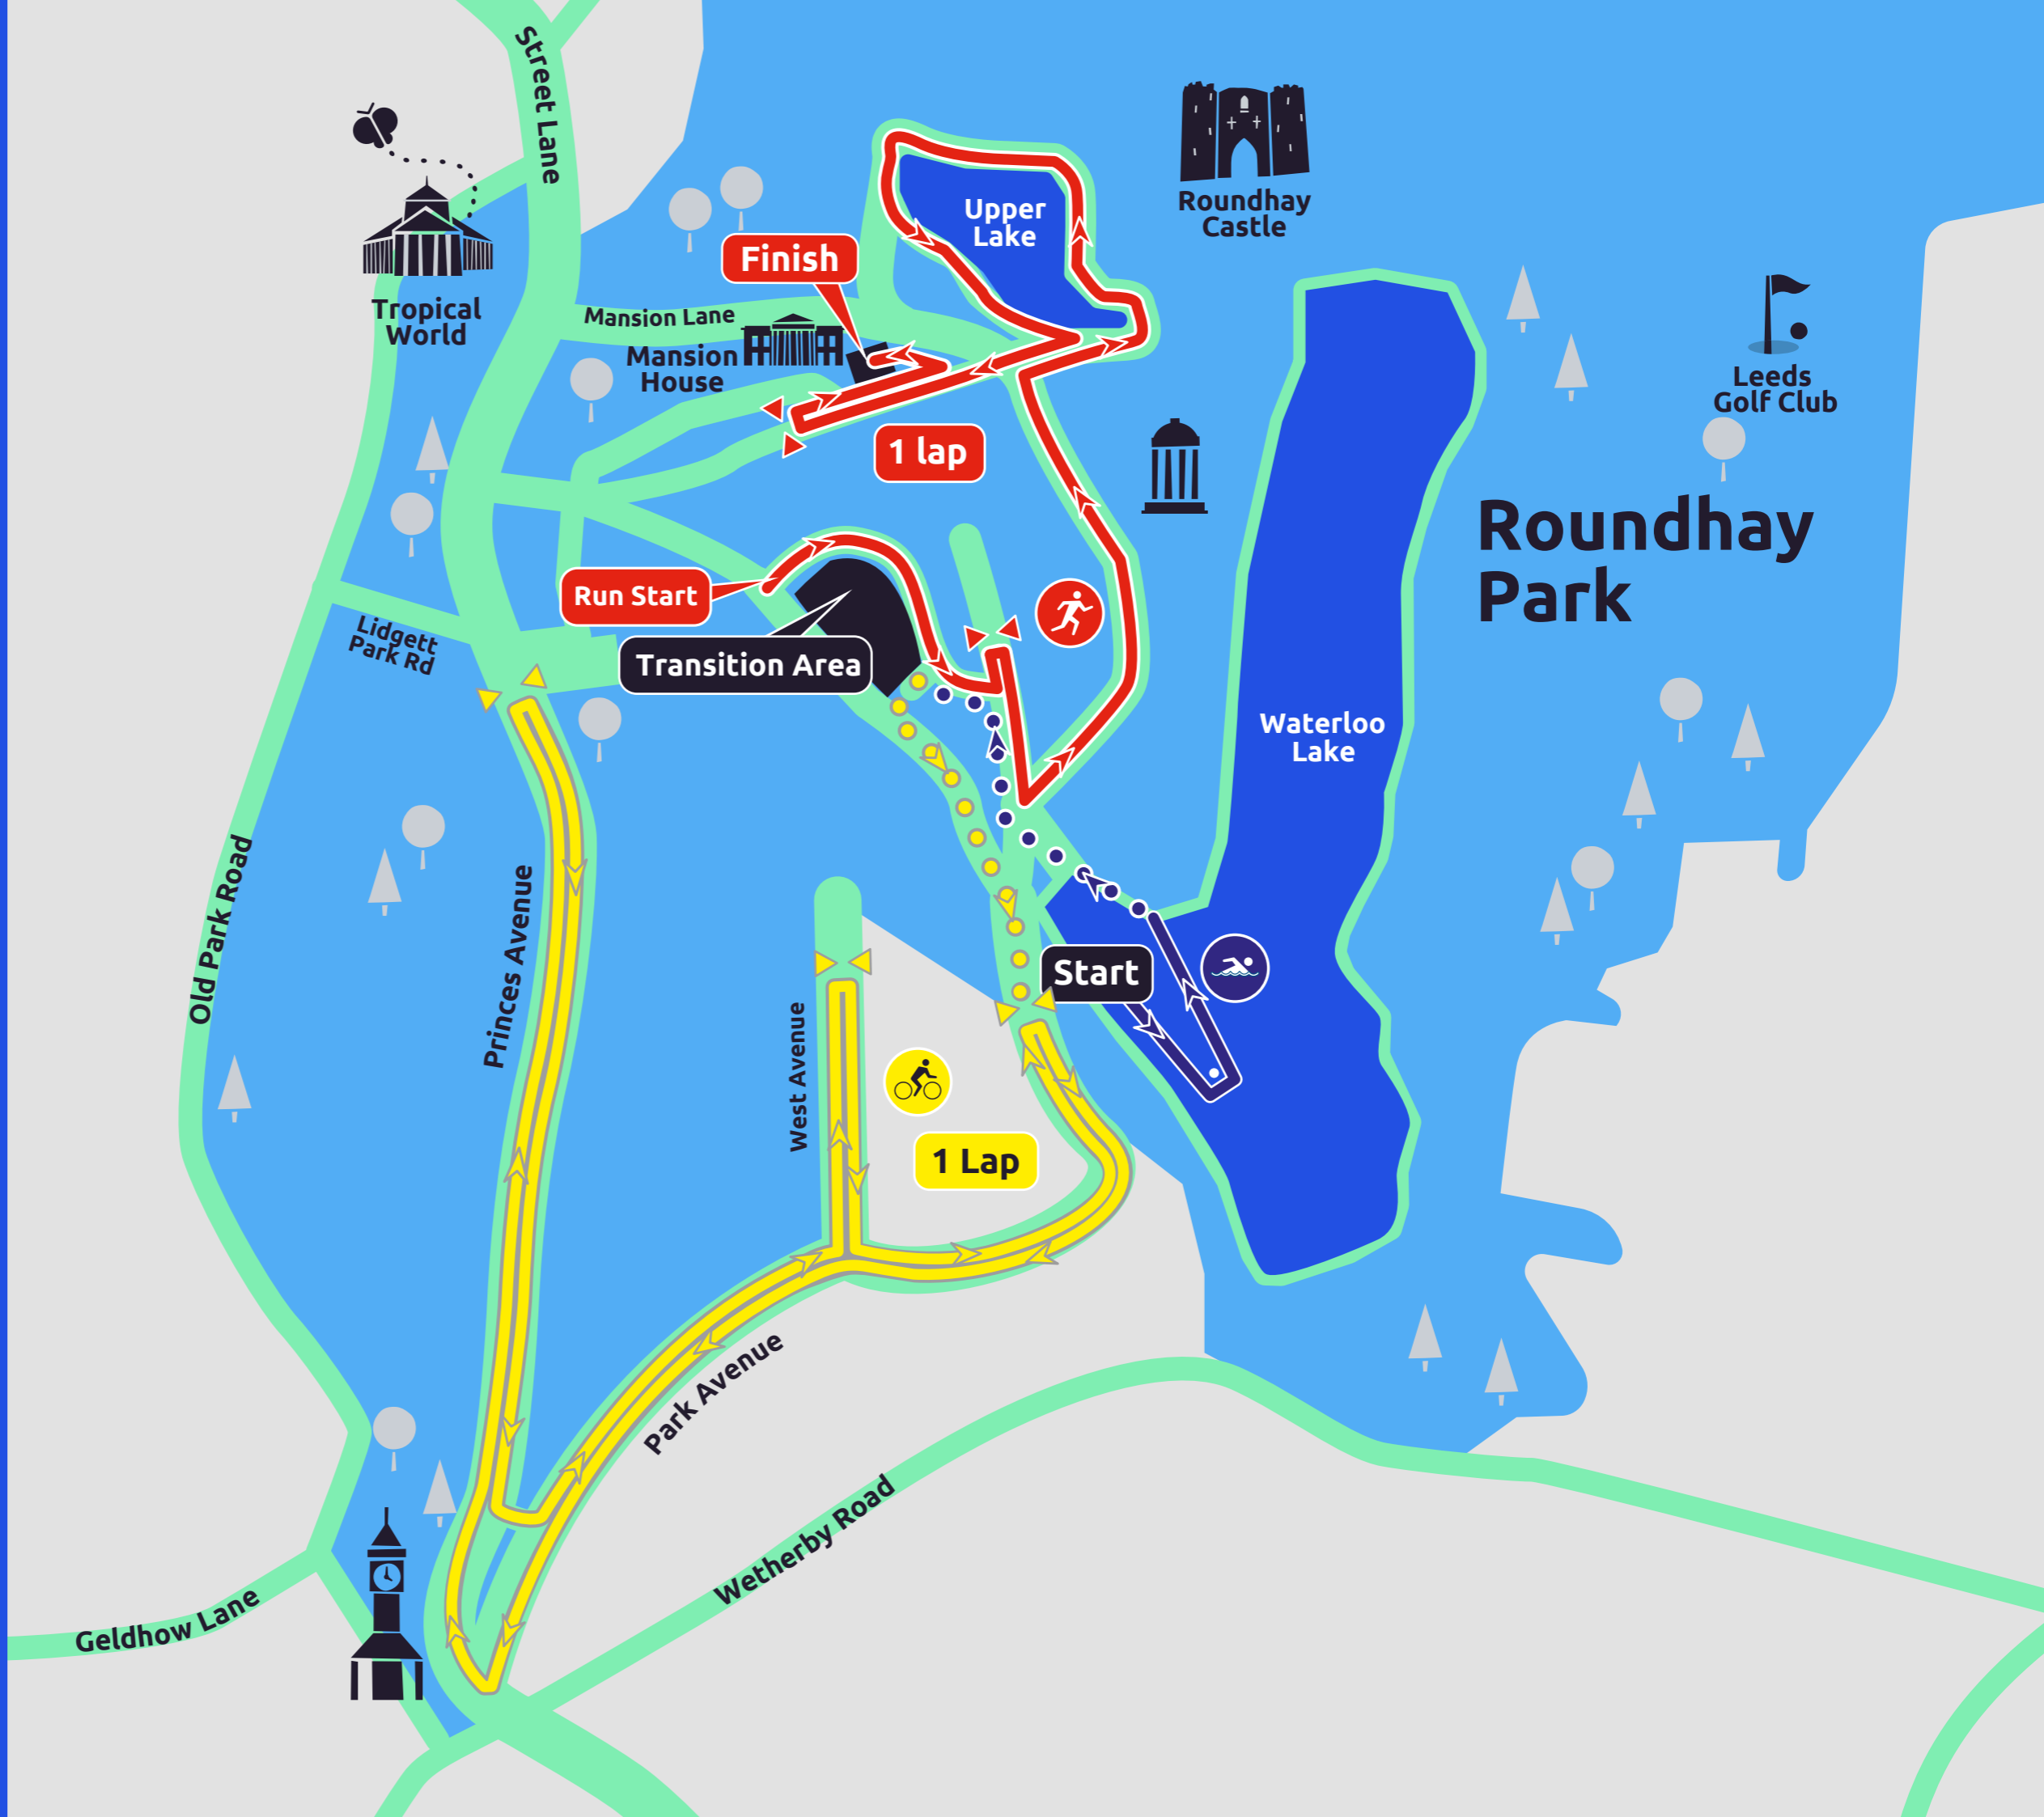 Street Lane
Roundhay
Castle
Upper
Lake
Finish
Tropical
World
Mansion Lane
Mansion
House
Leeds
Golf Club
1 lap
Roundhay
Park
Run Start
Lidgett
Park Rd
Transition Area
Waterloo
Lake
Old Park Road
Princes Avenue
Start
West Avenue
1 Lap
Park Avenue
Wetherby Road
Geldhow Lane